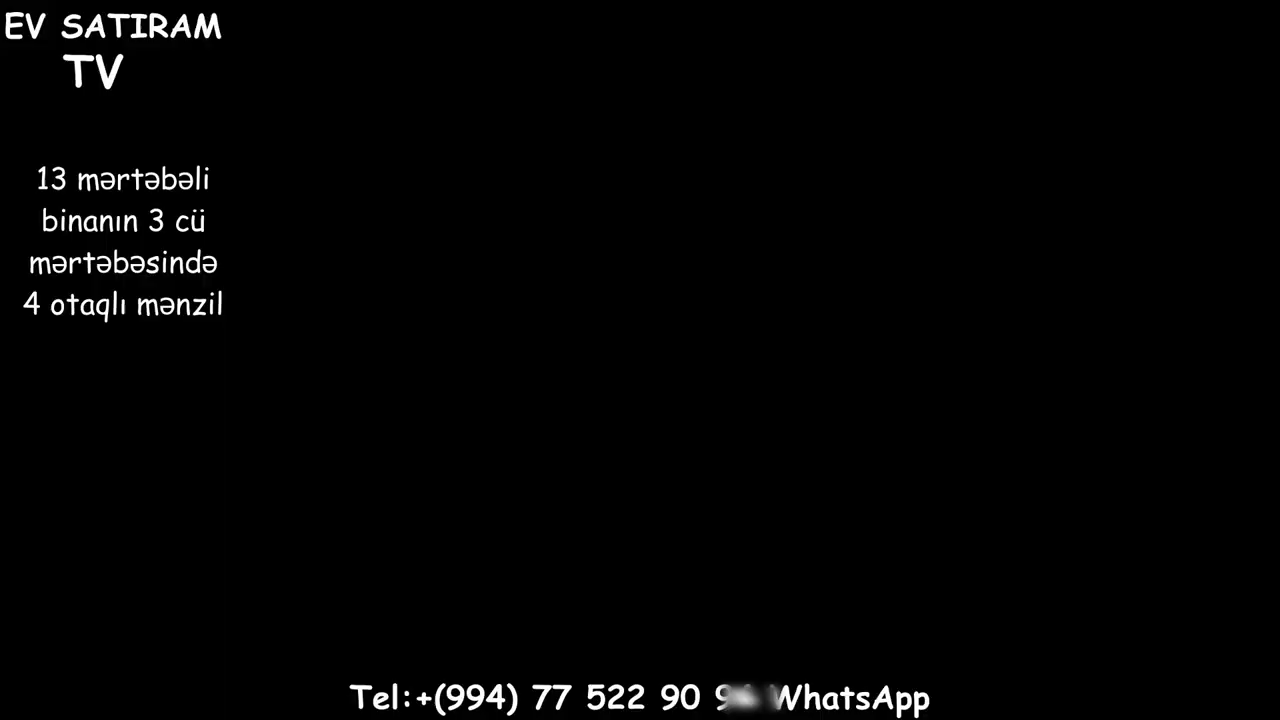 EV SATIRAM
TV
13 mərtəbəli
binanın 3 cü
mərtəbəsində
4 otaqlı mənzil
Tel:+(994) 77 522 90 WhatsApp